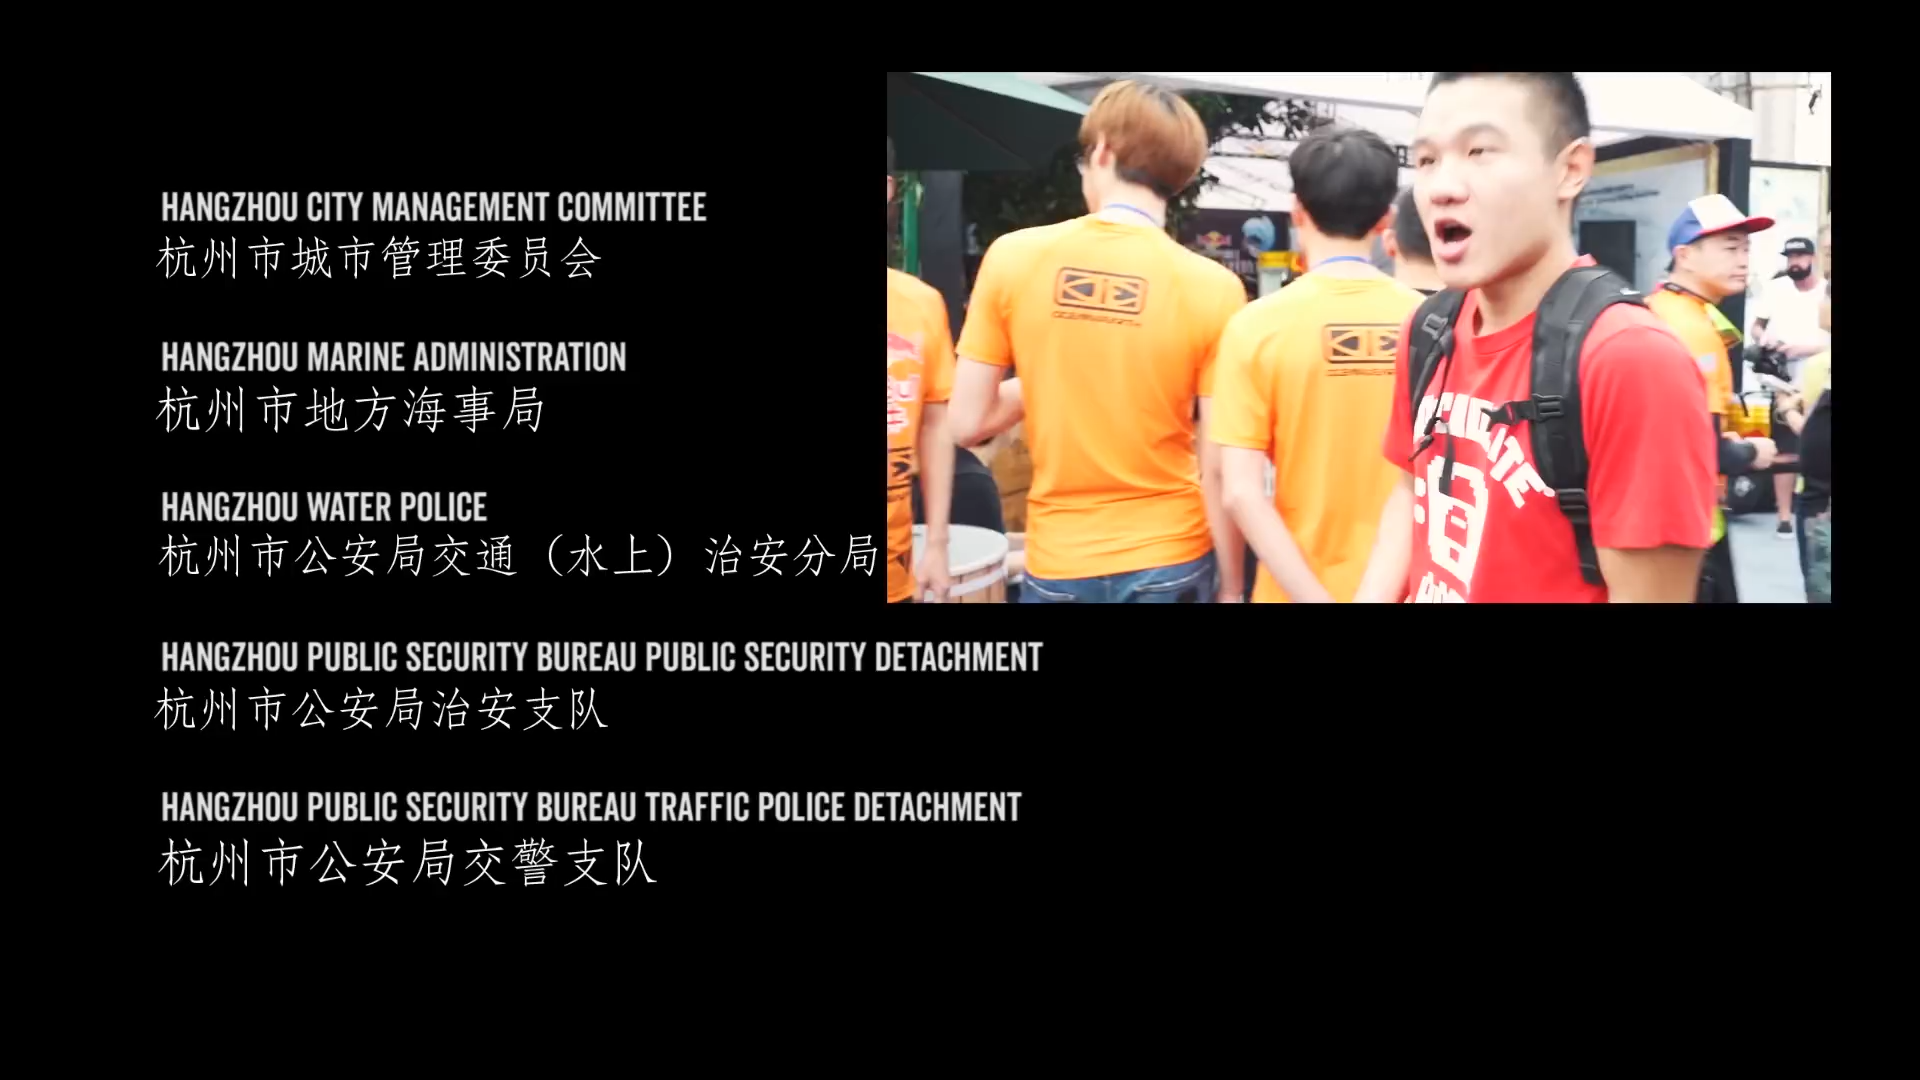 HANGZHOU CITY MANAGEMENT COMMITTEE
杭州市城市管理委员会
HANGZHOU MARINE ADMINISTRATION
杭州市地方海事局
HANGZHOU WATER POLICE
杭州市公安局交通（水上）治安分局
HANGZHOU PUBLIC SECURITY BUREAU PUBLIC SECURITY DETACHMENT
杭州市公安局治安支队
HANGZHOU PUBLIC SECURITY BUREAU TRAFFIC POLICE DETACHMENT
杭州市公安局交警支队